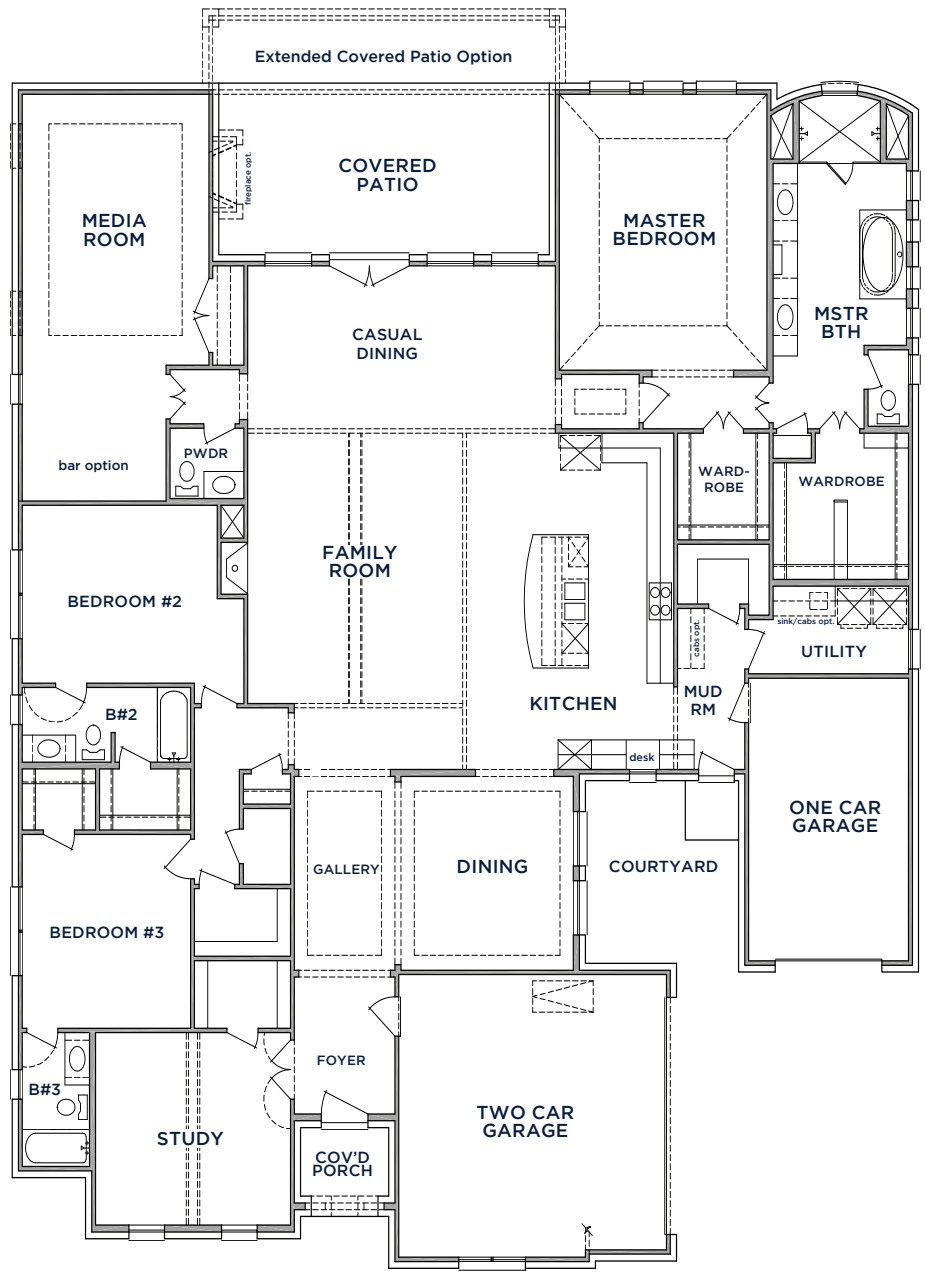 Extended Covered Patio Option
COVERED
PATIO
fireplace opt.
MEDIA
ROOM
MASTER
BEDROOM
MSTR
BTH
CASUAL
DINING
bar option
PWDR
WARD-
ROBE
WARDROBE
FAMILY
ROOM
BEDROOM #2
sink/cabs opt.
cabs opt.
UTILITY
KITCHEN
MUD
RM
B#2
desk
ONE CAR
GARAGE
GALLERY
DINING
COURTYARD
BEDROOM #3
FOYER
B#3
STUDY
TWO CAR
GARAGE
COV'D
PORCH